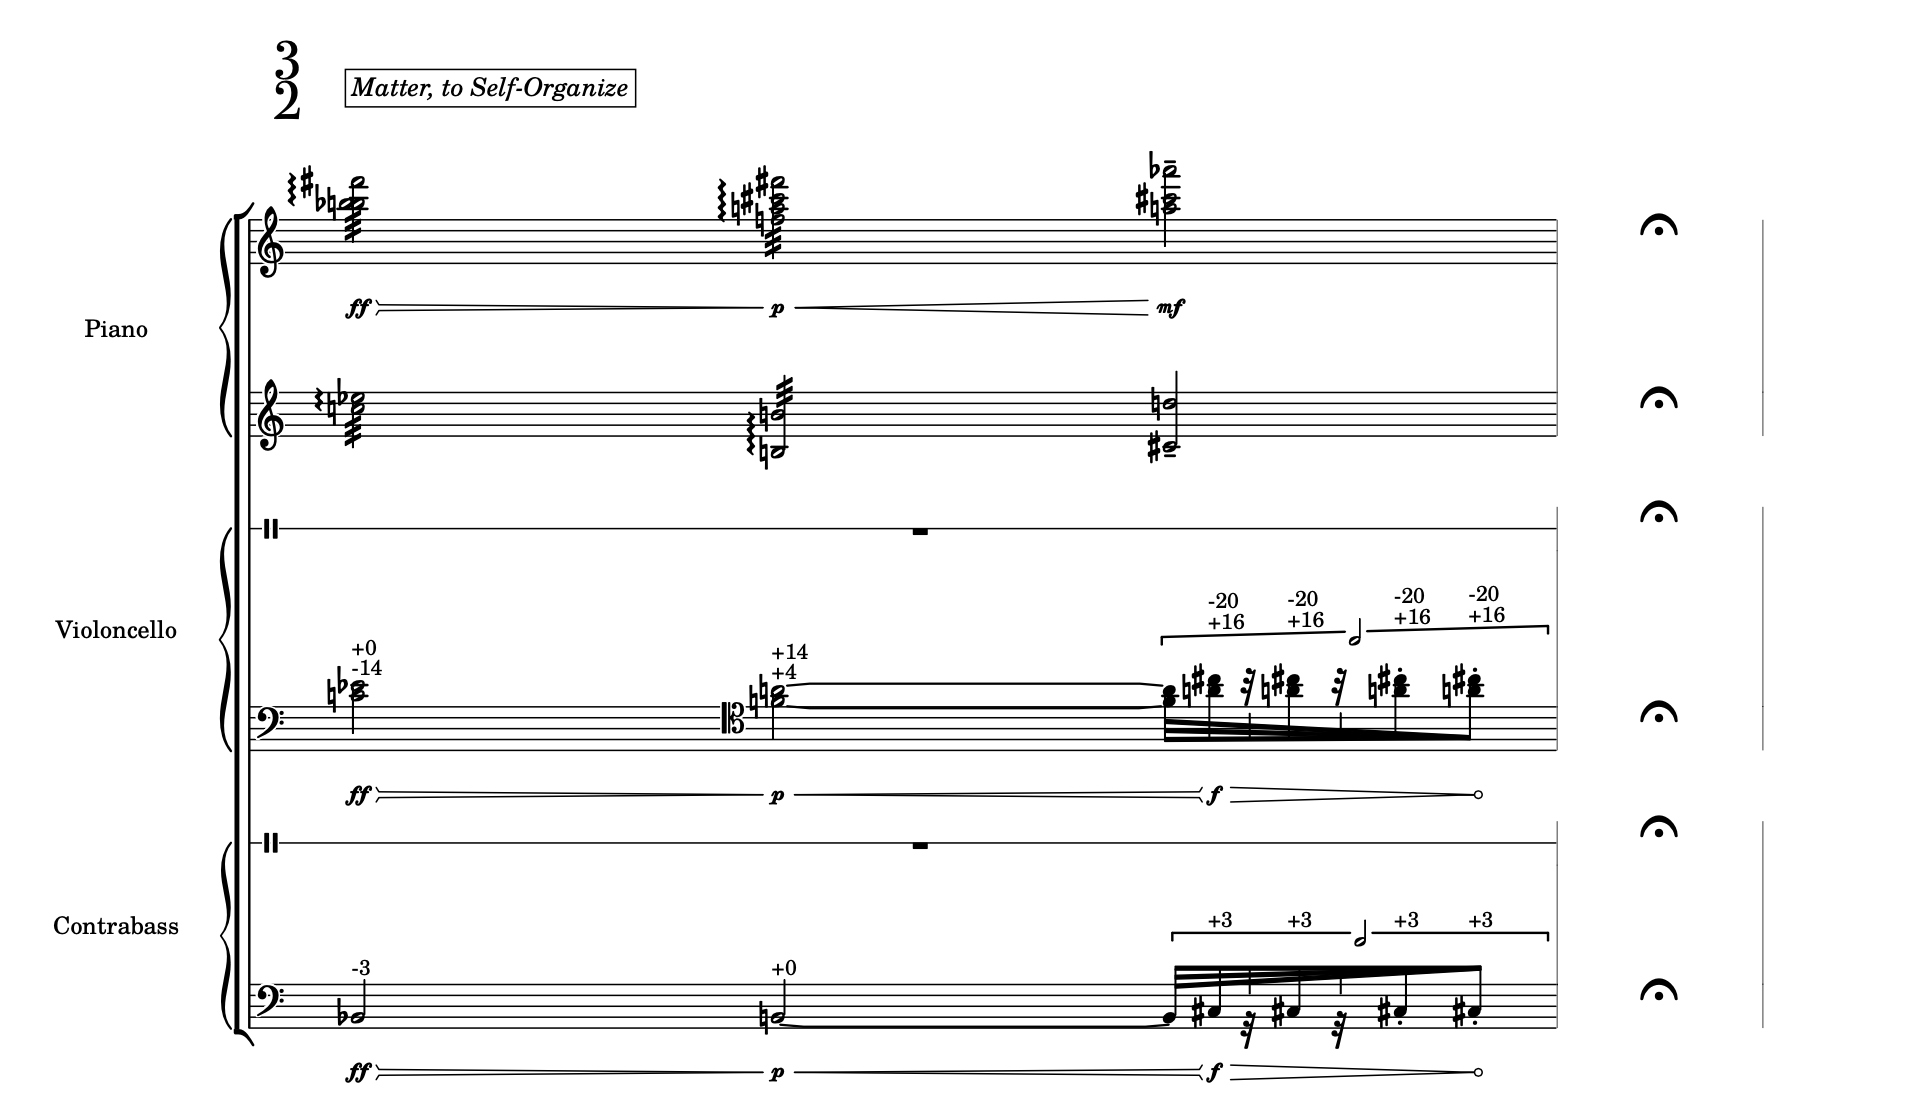 3
2
Matter, to Self-Organize
ff p mf
Piano
-20 -20 -20 -20
+16 +16 +16 +16
Violoncello
+0 +14
-14 +4
ff p f
+3 +3 +3 +3
Contrabass
-3 +0
ff p f